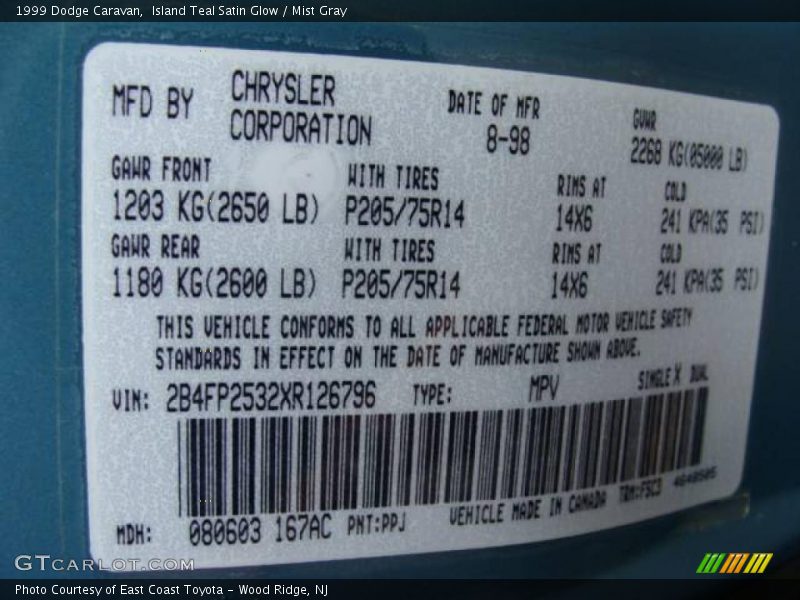 1999 Dodge Caravan,  Island Teal Satin Glow / Mist Gray
MFD BY CHRYSLER CORPORATION DATE OF MFR 8-98 GVWR 2268 KG(05000 LB)
GAWR FRONT WITH TIRES RIMS AT COLD
1203 KG(2650 LB) P205/75R14 14X6 241 KPA(35 PSI)
GAWR REAR WITH TIRES RIMS AT COLD
1180 KG(2600 LB) P205/75R14 14X6 241 KPA(35 PSI)
THIS VEHICLE CONFORMS TO ALL APPLICABLE FEDERAL MOTOR VEHICLE SAFETY
STANDARDS IN EFFECT ON THE DATE OF MANUFACTURE SHOWN ABOVE.
VIN: 2B4FP2532XR126796 TYPE: MPV SINGLE X DUAL
MDH: 080603 167AC PNT:PPJ VEHICLE MADE IN CANADA TRM:FSC3
GTCARLOT.COM
Photo Courtesy of East Coast Toyota - Wood Ridge, NJ